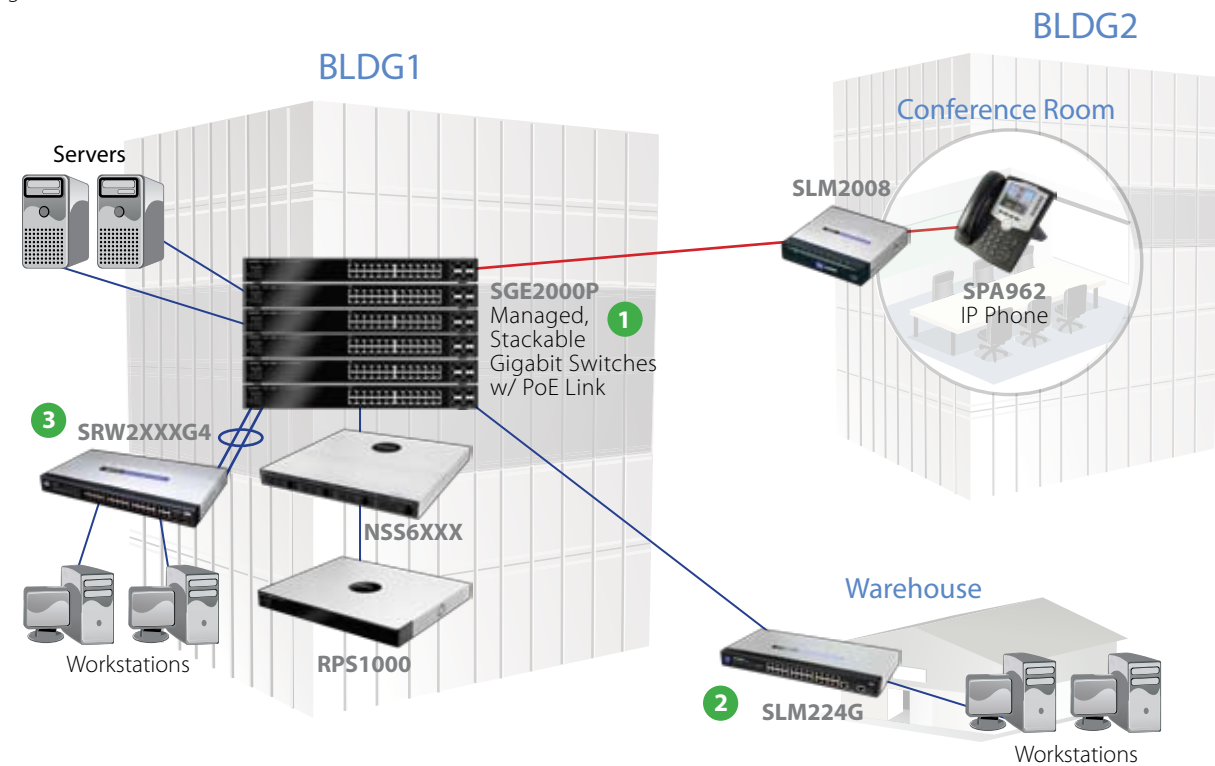 BLDG2
BLDG1
Conference Room
Servers
SLM2008
SGE2000P
Managed,
Stackable
Gigabit Switches
w/ PoE Link
1
SPA962
IP Phone
3
SRW2XXXG4
NSS6XXX
Workstations
RPS1000
Warehouse
2
SLM224G
Workstations